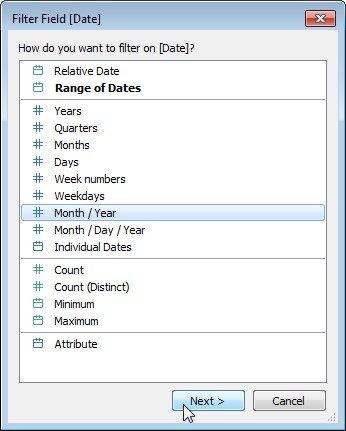 Filter Field [Date]
How do you want to filter on [Date]?
Relative Date
Range of Dates
Years
Quarters
Months
Days
Week numbers
Weekdays
Month / Year
Month / Day / Year
Individual Dates
Count
Count (Distinct)
Minimum
Maximum
Attribute
Next >
Cancel